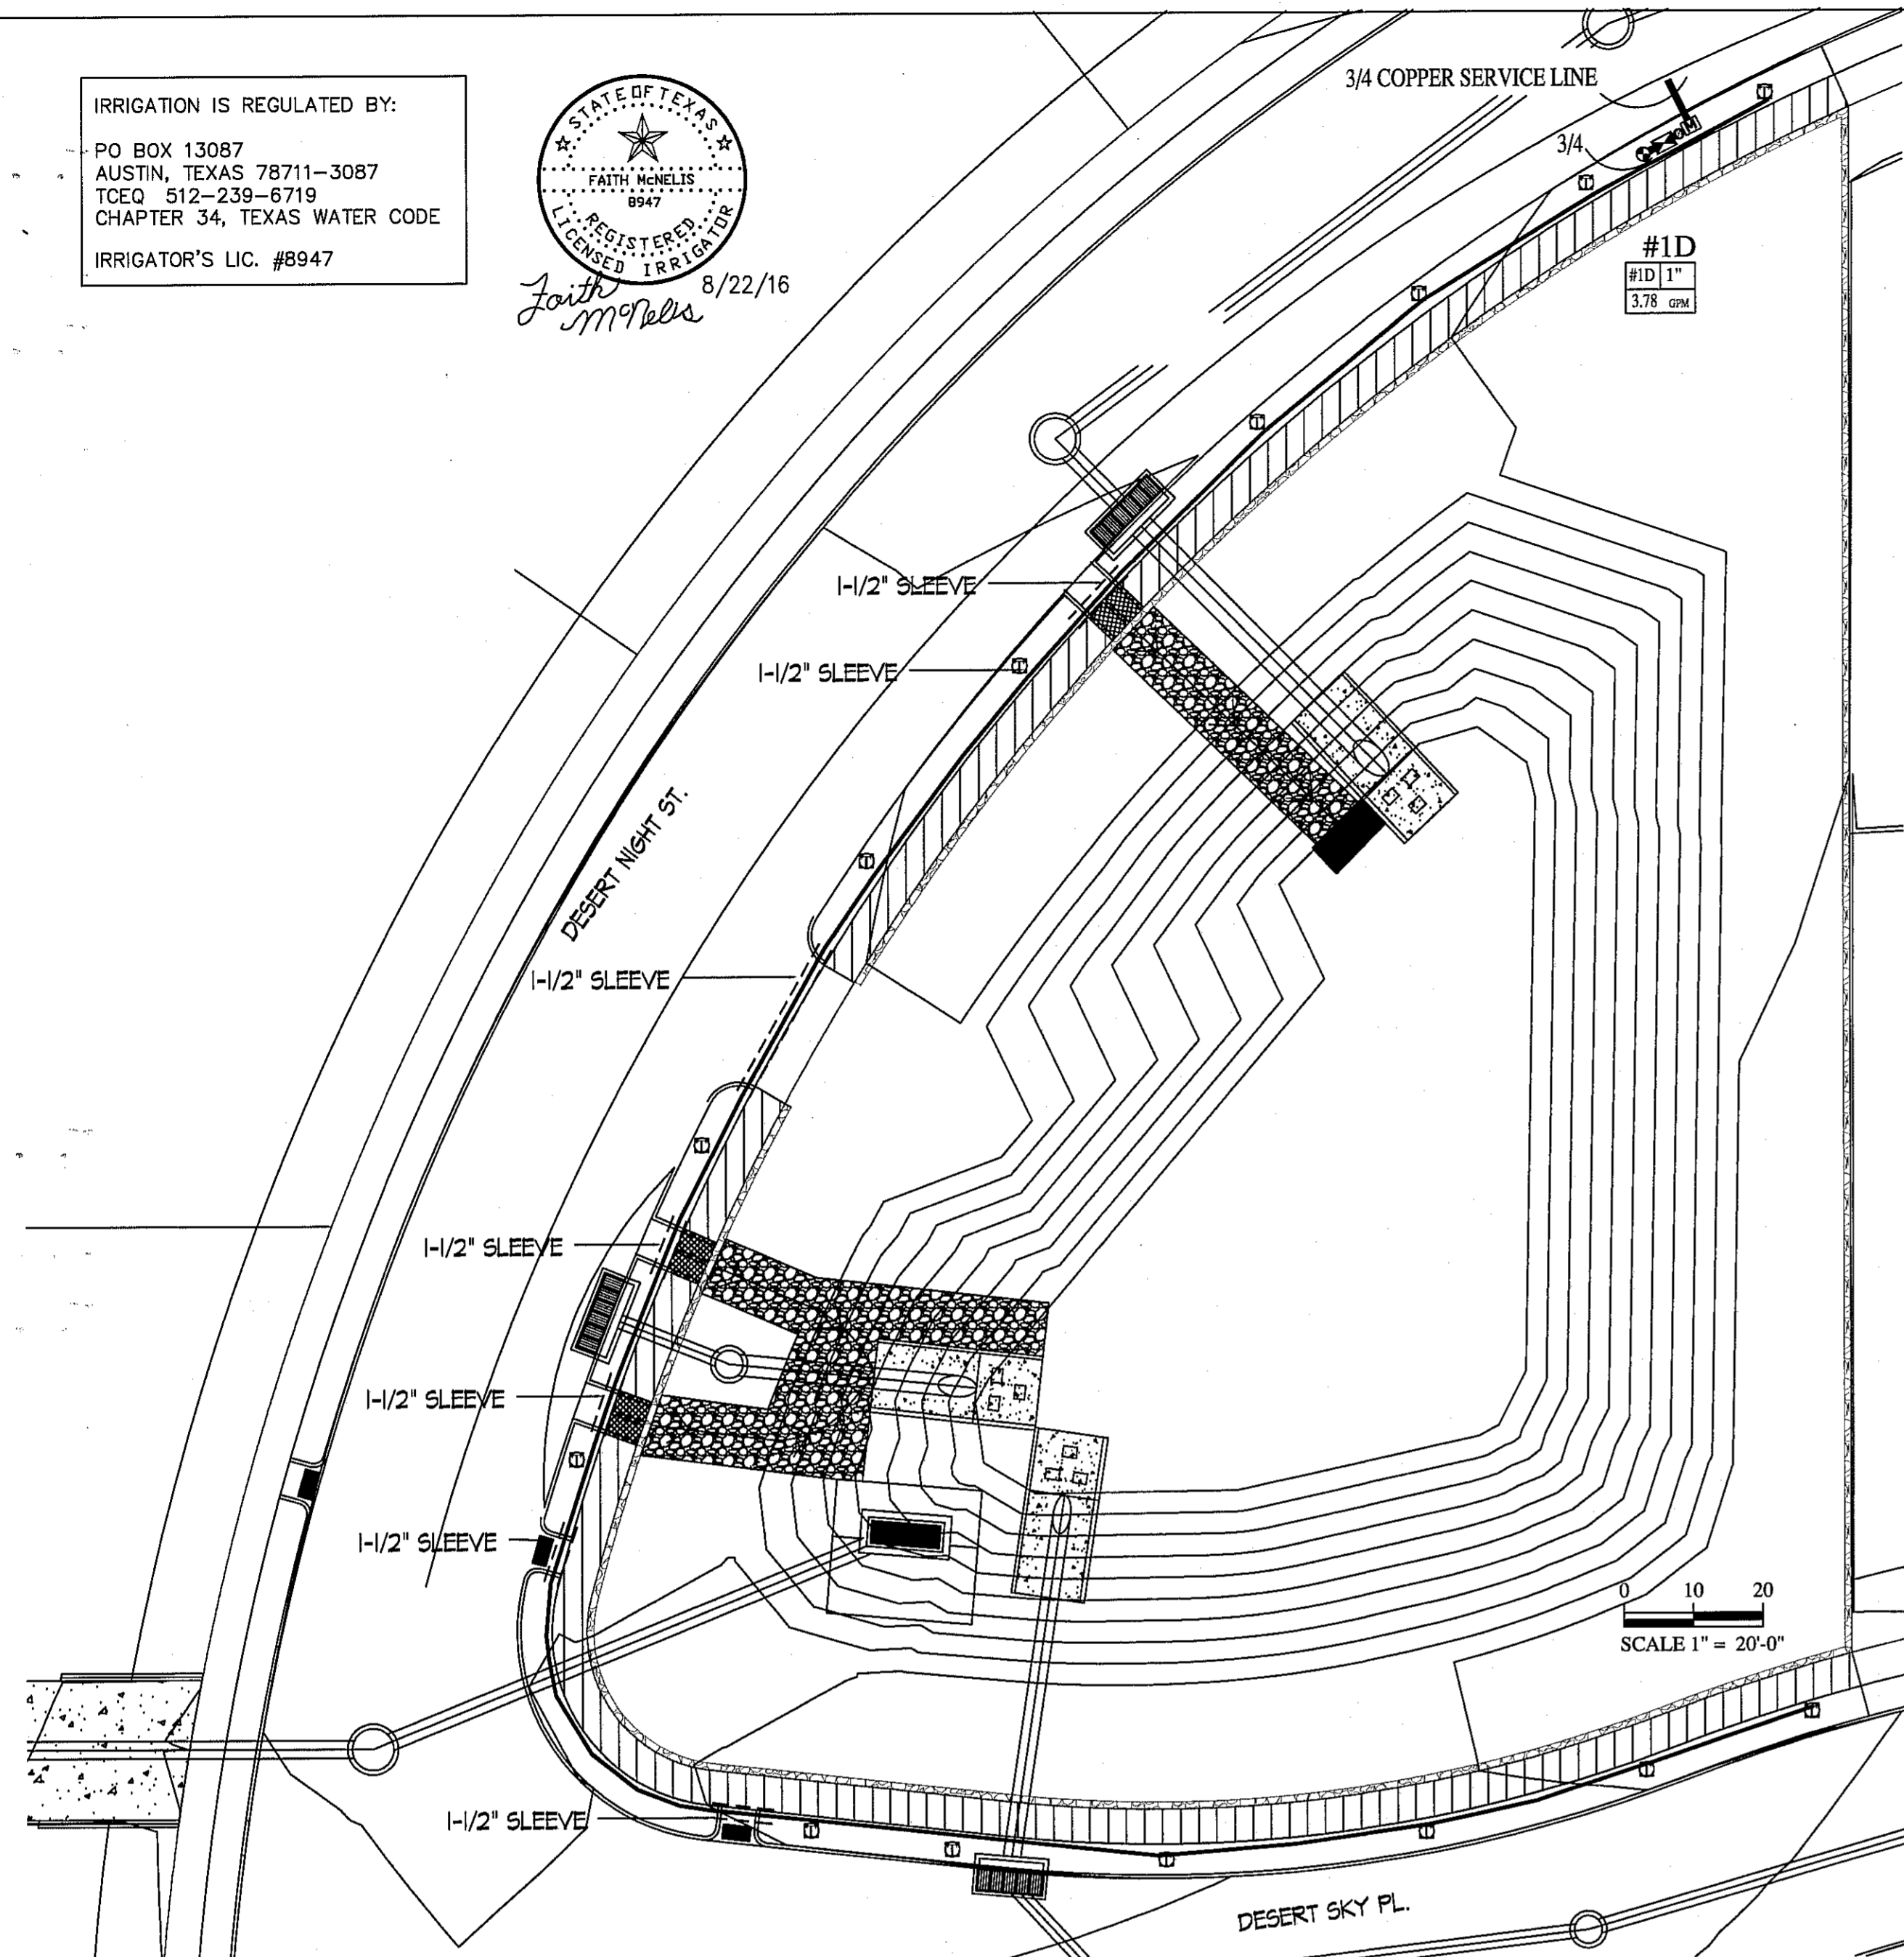 IRRIGATION IS REGULATED BY:
PO BOX 13087
AUSTIN, TEXAS 78711-3087
TCEQ 512-239-6719
CHAPTER 34, TEXAS WATER CODE
IRRIGATOR'S LIC. #8947
STATE OF TEXAS
FAITH McNELIS
8947
REGISTERED
LICENSED IRRIGATOR
Faith McNelis
8/22/16
3/4 COPPER SERVICE LINE
M
3/4
#1D
#1D 1"
3.78 GPM
1-1/2" SLEEVE
1-1/2" SLEEVE
DESERT NIGHT ST.
1-1/2" SLEEVE
1-1/2" SLEEVE
1-1/2" SLEEVE
1-1/2" SLEEVE
0 10 20
SCALE 1" = 20'-0"
1-1/2" SLEEVE
DESERT SKY PL.